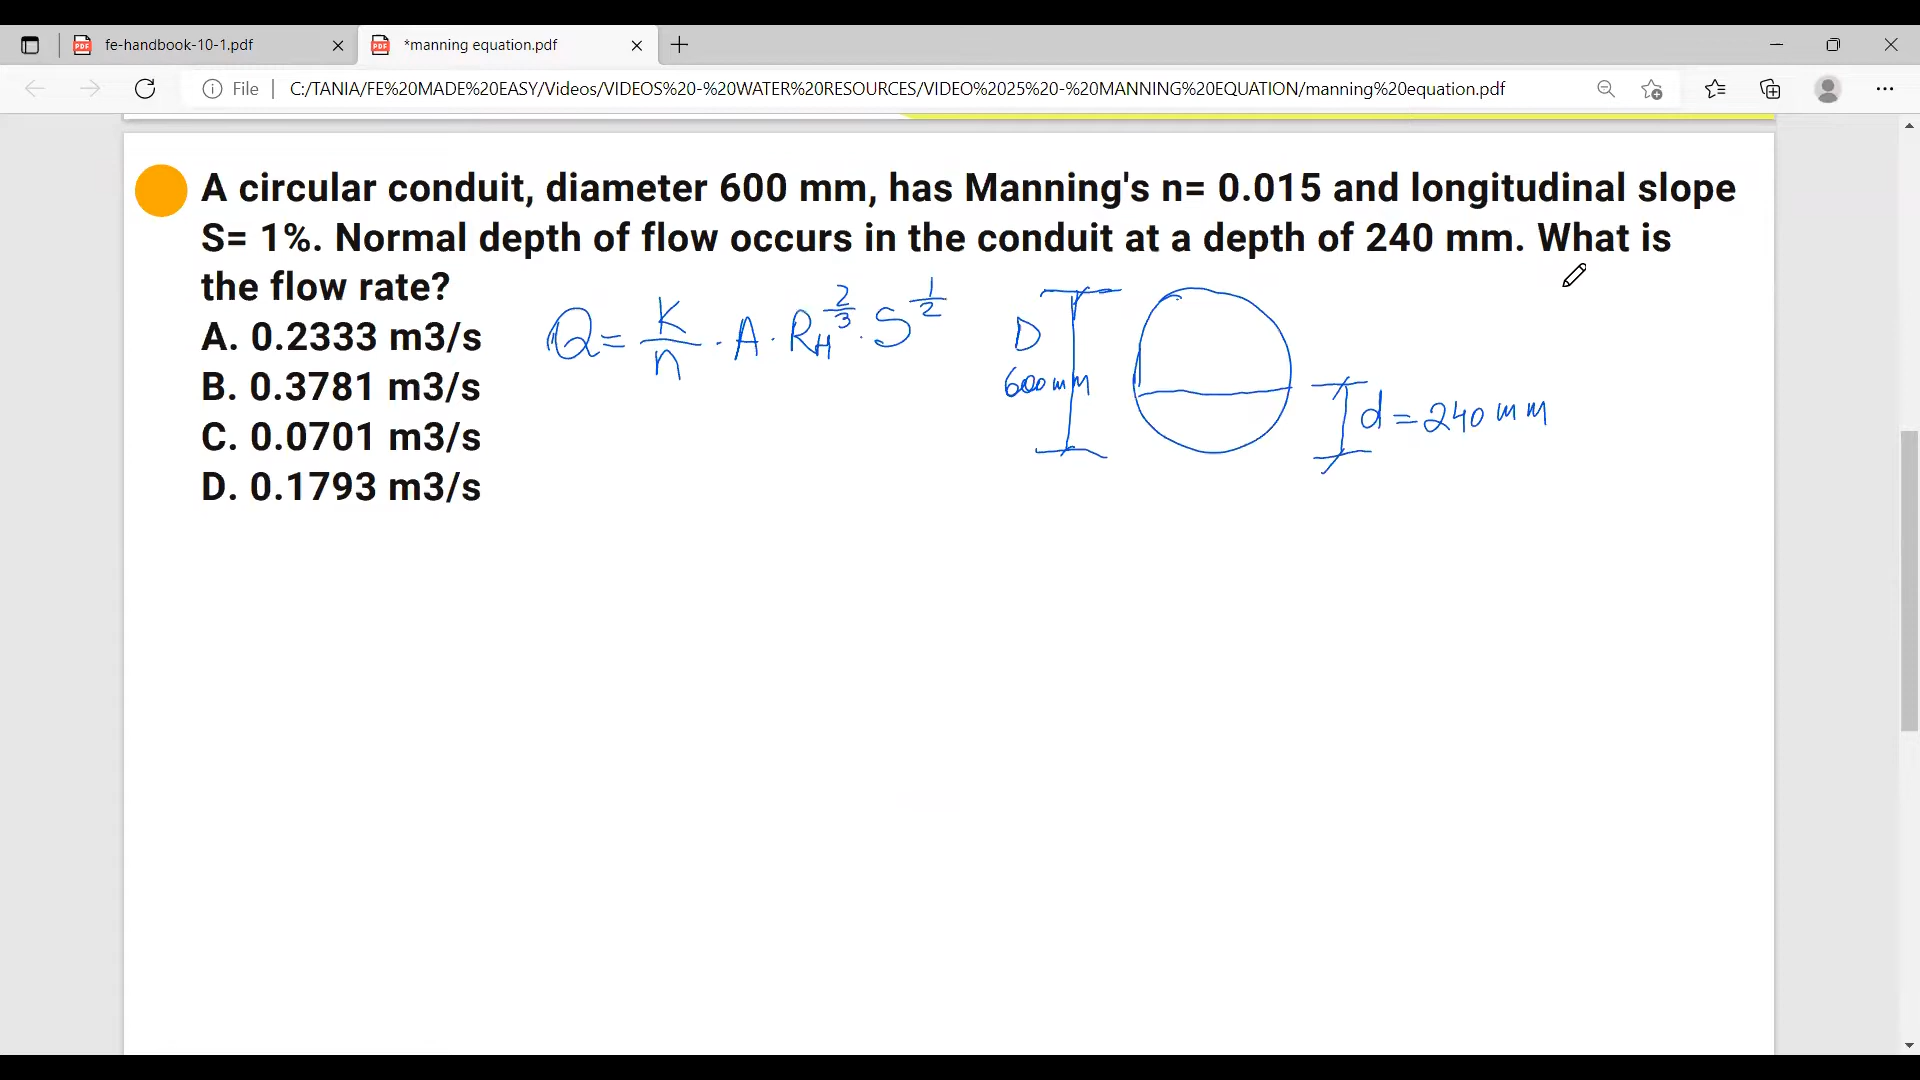 fe-handbook-10-1.pdf
*manning equation.pdf
File
C:/TANIA/FE%20MADE%20EASY/Videos/VIDEOS%20-%20WATER%20RESOURCES/VIDEO%2025%20-%20MANNING%20EQUATION/manning%20equation.pdf
A circular conduit, diameter 600 mm, has Manning's n= 0.015 and longitudinal slope
S= 1%. Normal depth of flow occurs in the conduit at a depth of 240 mm. What is
the flow rate?
A. 0.2333 m3/s
B. 0.3781 m3/s
C. 0.0701 m3/s
D. 0.1793 m3/s
Q= K/n · A · RH^2/3 · S^1/2
D
600mm
d = 240 mm